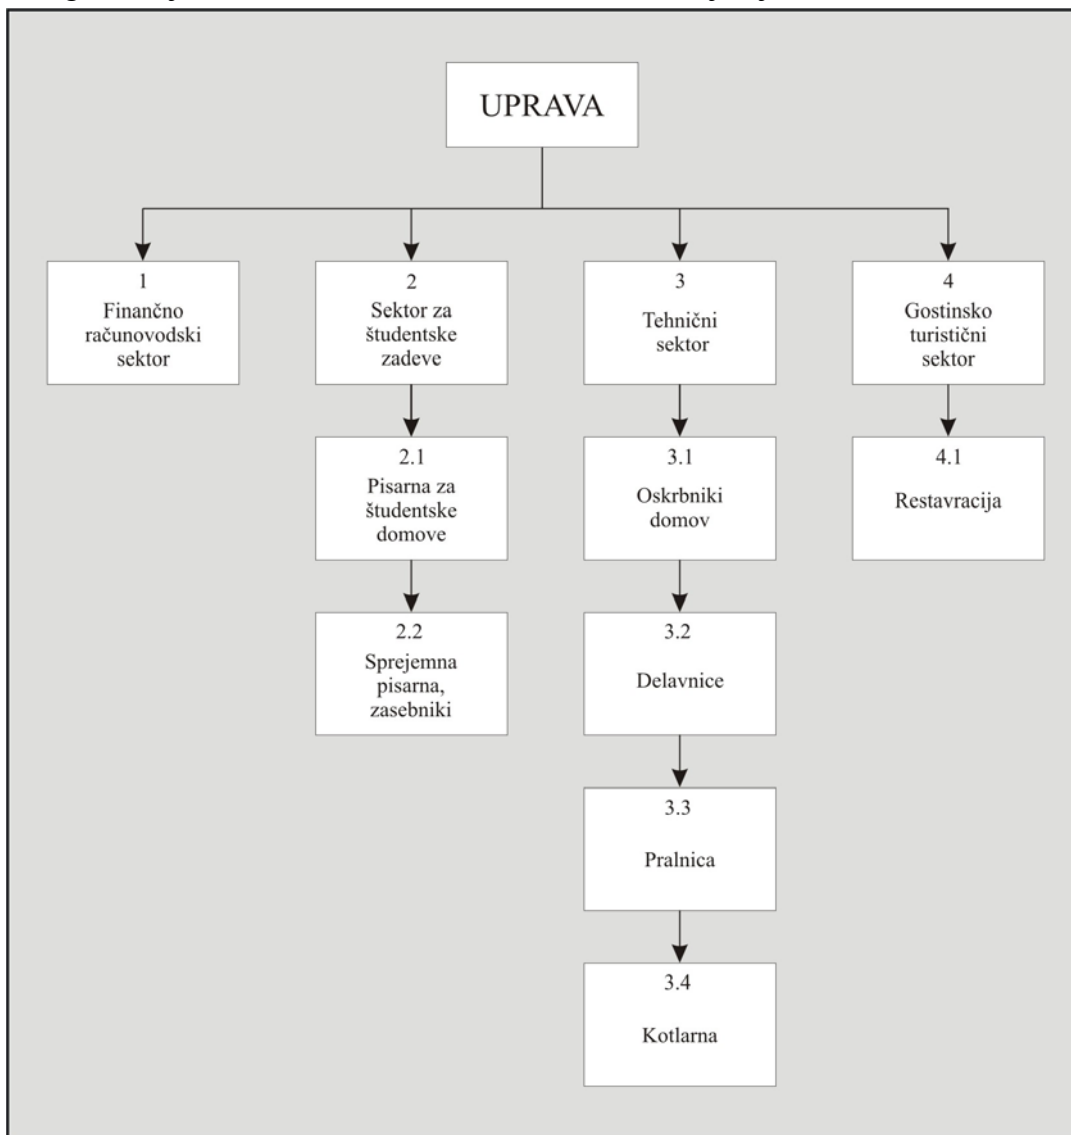 UPRAVA
1
Finančno
računovodski
sektor
2
Sektor za
študentske
zadeve
3
Tehnični
sektor
4
Gostinsko
turistični
sektor
2.1
Pisarna za
študentske
domove
3.1
Oskrbniki
domov
4.1
Restavracija
2.2
Sprejemna
pisarna,
zasebniki
3.2
Delavnice
3.3
Pralnica
3.4
Kotlarna